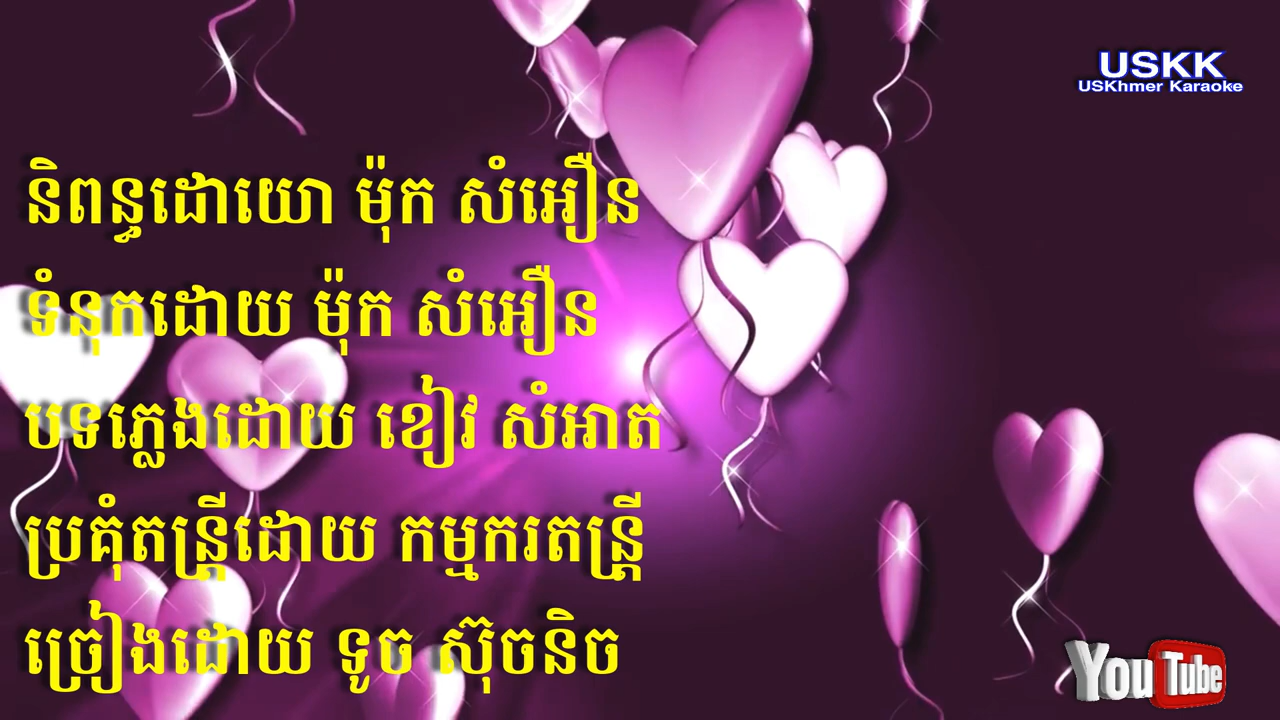 USKK
USKhmer Karaoke
និពន្ធដោយោ ម៉ុក សំអឿន
ទំនុកដោយ ម៉ុក សំអឿន
បទភ្លេងដោយ ខៀវ សំអាត
ប្រគុំតន្ត្រីដោយ កម្មករតន្ត្រី
ច្រៀងដោយ ទូច ស៊ុចនិច
YouTube